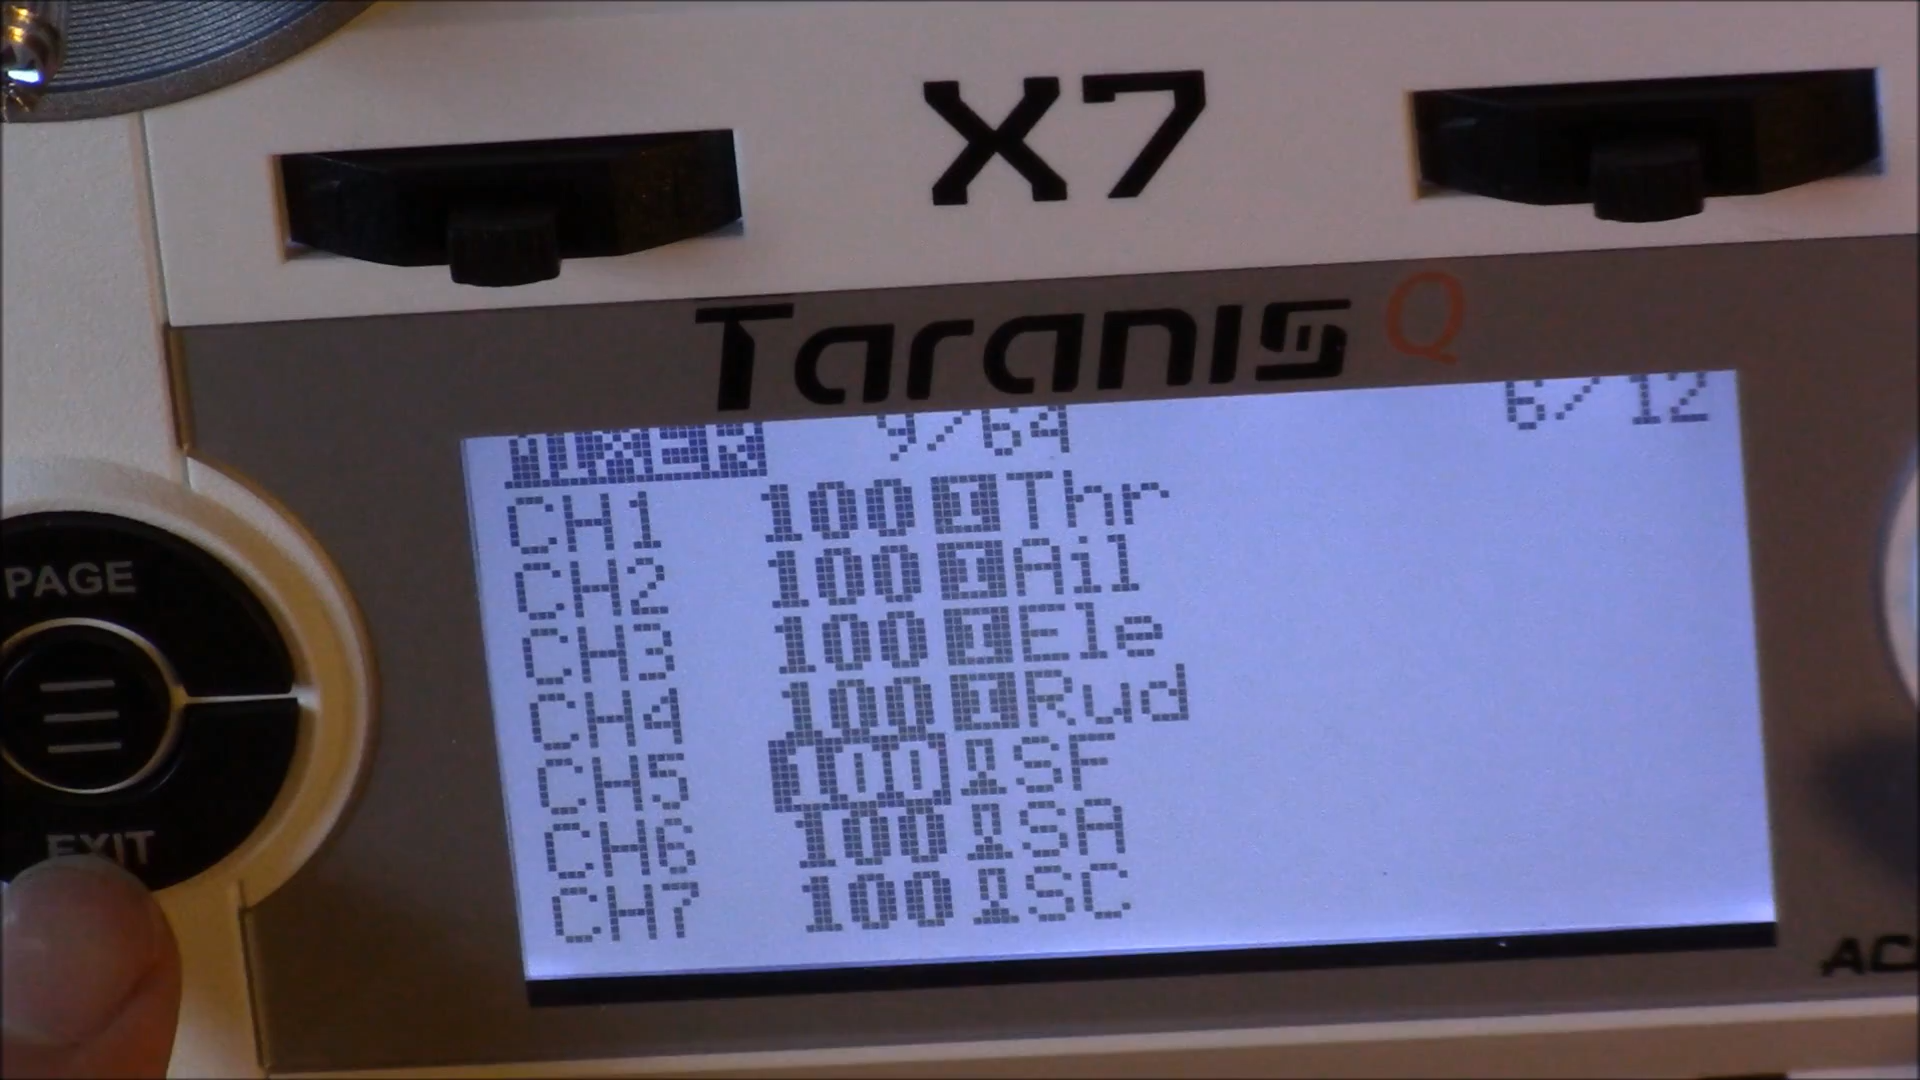 X7
Taranis Q
MIXER 9/64 6/12
CH1 100 I Thr
CH2 100 I Ail
CH3 100 I Ele
CH4 100 I Rud
CH5 100 SF
CH6 100 SA
CH7 100 SC
PAGE
EXIT